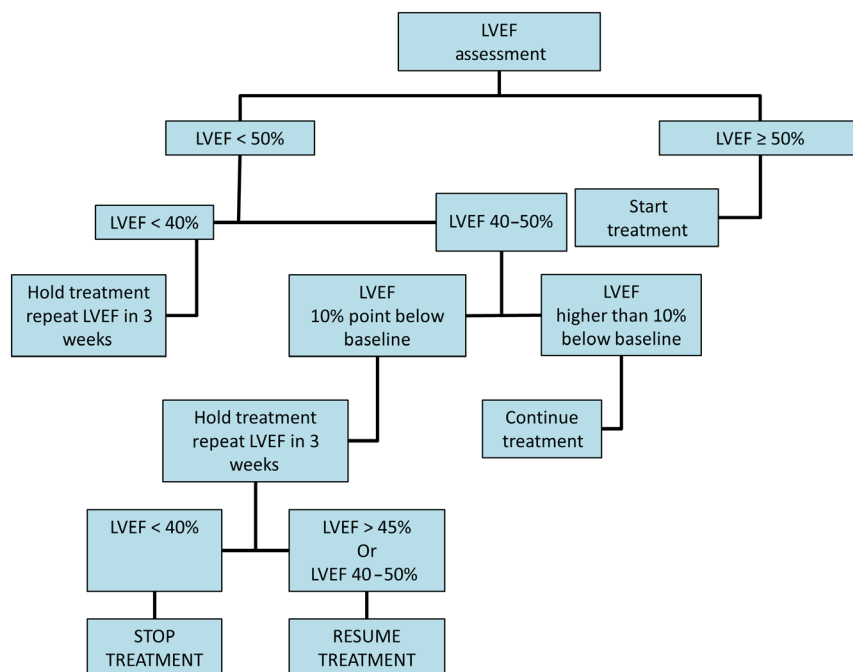 LVEF
assessment
LVEF < 50%
LVEF ≥ 50%
LVEF < 40%
LVEF 40–50%
Start
treatment
Hold treatment
repeat LVEF in 3
weeks
LVEF
10% point below
baseline
LVEF
higher than 10%
below baseline
Hold treatment
repeat LVEF in 3
weeks
Continue
treatment
LVEF < 40%
LVEF > 45%
Or
LVEF 40–50%
STOP
TREATMENT
RESUME
TREATMENT